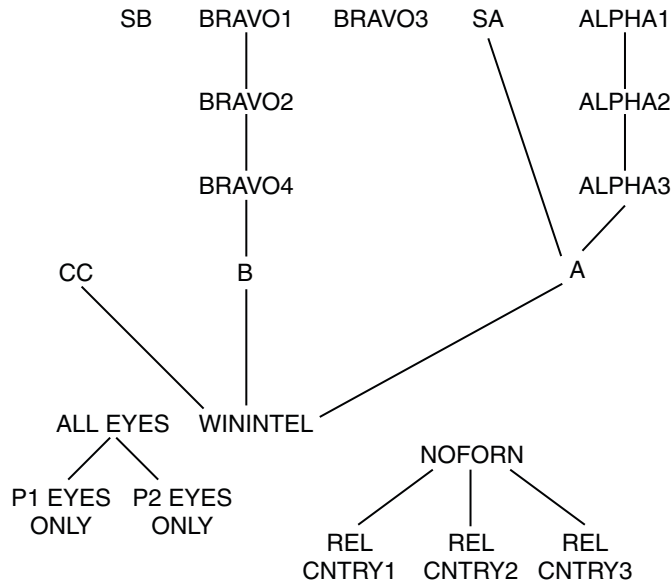 SB BRAVO1 BRAVO3 SA ALPHA1
BRAVO2 ALPHA2
BRAVO4 ALPHA3
CC B A
ALL EYES WININTEL
NOFORN
P1 EYES
ONLY
P2 EYES
ONLY
REL
CNTRY1
REL
CNTRY2
REL
CNTRY3